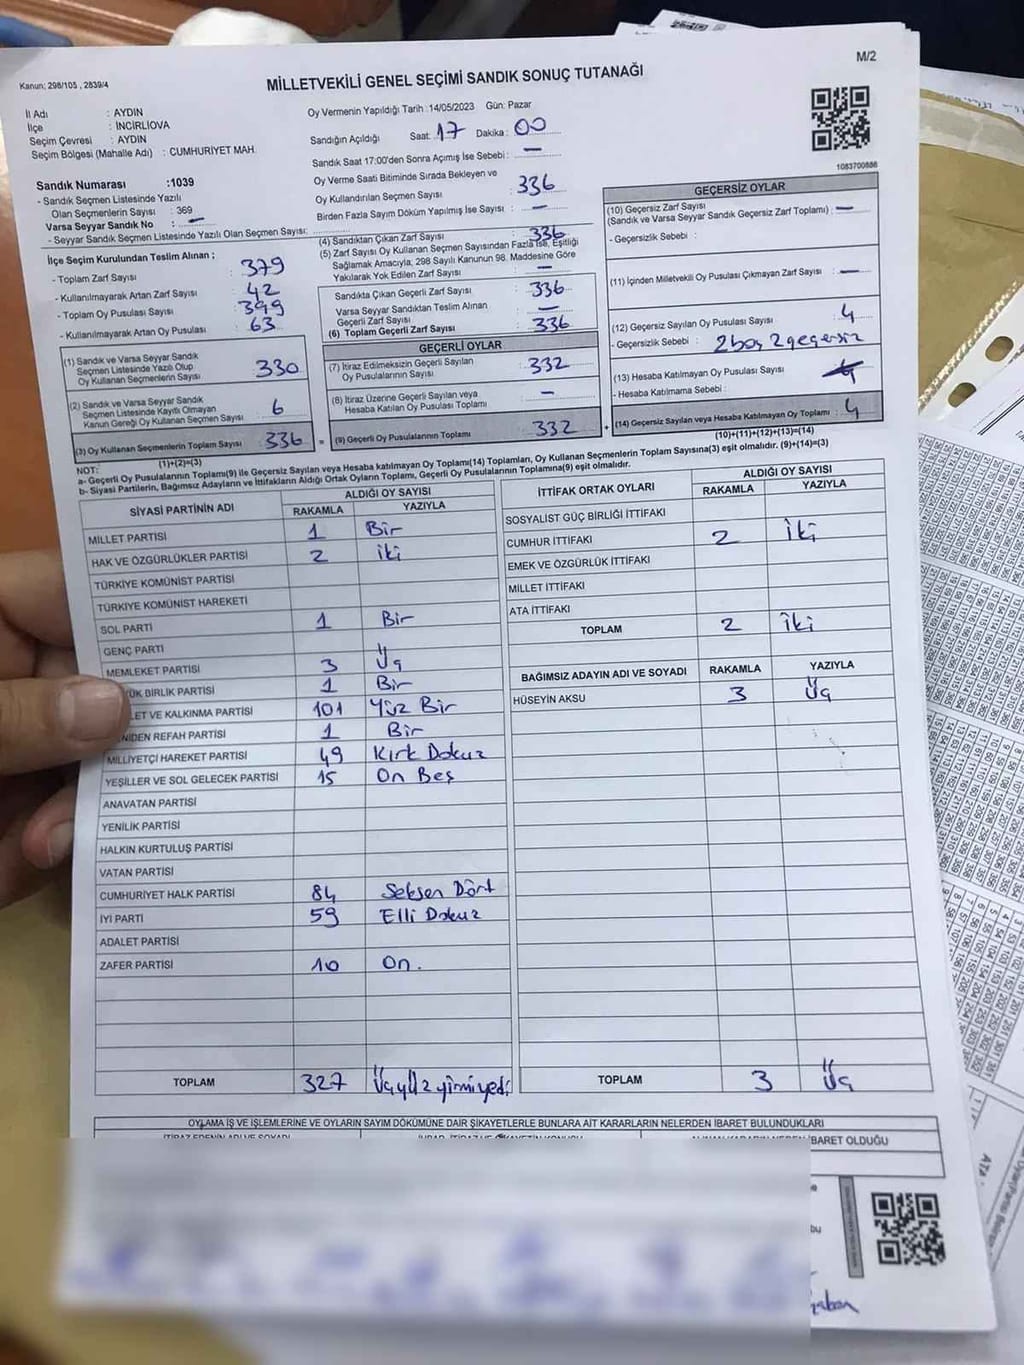 M/2
Kanun; 298/105 , 2839/4
MİLLETVEKİLİ GENEL SEÇİMİ SANDIK SONUÇ TUTANAĞI
İl Adı : AYDIN
İlçe : İNCİRLİOVA
Seçim Çevresi : AYDIN
Seçim Bölgesi (Mahalle Adı) : CUMHURİYET MAH.
Sandık Numarası :1039
- Sandık Seçmen Listesinde Yazılı
Olan Seçmenlerin Sayısı : 369
Varsa Seyyar Sandık No : —
- Seyyar Sandık Seçmen Listesinde Yazılı Olan Seçmen Sayısı:
İlçe Seçim Kurulundan Teslim Alınan ;
- Toplam Zarf Sayısı : 379
- Kullanılmayarak Artan Zarf Sayısı : 42
- Toplam Oy Pusulası Sayısı : 399
- Kullanılmayarak Artan Oy Pusulası : 63
(1) Sandık ve Varsa Seyyar Sandık
Seçmen Listesinde Yazılı Olup
Oy Kullanan Seçmenlerin Sayısı 330
(2) Sandık ve Varsa Seyyar Sandık
Seçmen Listesinde Kayıtlı Olmayan
Kanun Gereği Oy Kullanan Seçmen Sayısı 6
(3) Oy Kullanan Seçmenlerin Toplam Sayısı 336
(1)+(2)=(3)
Oy Vermenin Yapıldığı Tarih :14/05/2023 Gün: Pazar
Sandığın Açıldığı Saat: 17 Dakika : 00
Sandık Saat 17:00'den Sonra Açımış İse Sebebi : —
Oy Verme Saati Bitiminde Sırada Bekleyen ve
Oy Kullandırılan Seçmen Sayısı : 336
Birden Fazla Sayım Döküm Yapılmış İse Sayısı : —
(4) Sandıktan Çıkan Zarf Sayısı : 336
(5) Zarf Sayısı Oy Kullanan Seçmen Sayısından Fazla İse, Eşitliği
Sağlamak Amacıyla, 298 Sayılı Kanunun 98. Maddesine Göre
Yakılarak Yok Edilen Zarf Sayısı : —
Sandıkta Çıkan Geçerli Zarf Sayısı : 336
Varsa Seyyar Sandıktan Teslim Alınan
Geçerli Zarf Sayısı : —
(6) Toplam Geçerli Zarf Sayısı : 336
GEÇERLİ OYLAR
(7) İtiraz Edilmeksizin Geçerli Sayılan
Oy Pusulalarının Sayısı : 332
(8) İtiraz Üzerine Geçerli Sayılan veya
Hesaba Katılan Oy Pusulası Toplamı : —
= (9) Geçerli Oy Pusulalarının Toplamı : 332
1083700886
GEÇERSİZ OYLAR
(10) Geçersiz Zarf Sayısı
(Sandık ve Varsa Seyyar Sandık Geçersiz Zarf Toplamı) : —
- Geçersizlik Sebebi :
(11) İçinden Milletvekili Oy Pusulası Çıkmayan Zarf Sayısı : —
(12) Geçersiz Sayılan Oy Pusulası Sayısı : 4
- Geçersizlik Sebebi : 2 boş 2 geçersiz
(13) Hesaba Katılmayan Oy Pusulası Sayısı :
- Hesaba Katılmama Sebebi :
+ (14) Geçersiz Sayılan veya Hesaba Katılmayan Oy Toplamı : 4
(10)+(11)+(12)+(13)=(14)
NOT:
a- Geçerli Oy Pusulalarının Toplamı(9) ile Geçersiz Sayılan veya Hesaba katılmayan Oy Toplamı(14) Toplamları, Oy Kullanan Seçmenlerin Toplam Sayısına(3) eşit olmalıdır. (9)+(14)=(3)
b- Siyasi Partilerin, Bağımsız Adayların ve İttifakların Aldığı Ortak Oyların Toplamı, Geçerli Oy Pusulalarının Toplamına(9) eşit olmalıdır.
SİYASİ PARTİNİN ADI ALDIĞI OY SAYISI
RAKAMLA YAZIYLA
MİLLET PARTİSİ 1 Bir
HAK VE ÖZGÜRLÜKLER PARTİSİ 2 iki
TÜRKİYE KOMÜNİST PARTİSİ
TÜRKİYE KOMÜNİST HAREKETİ
SOL PARTİ 1 Bir
GENÇ PARTİ
MEMLEKET PARTİSİ 3 Üç
ÜK BİRLİK PARTİSİ 1 Bir
LET VE KALKINMA PARTİSİ 101 Yüz Bir
NİDEN REFAH PARTİSİ 1 Bir
MİLLİYETÇİ HAREKET PARTİSİ 49 Kırk Dokuz
YEŞİLLER VE SOL GELECEK PARTİSİ 15 On Beş
ANAVATAN PARTİSİ
YENİLİK PARTİSİ
HALKIN KURTULUŞ PARTİSİ
VATAN PARTİSİ
CUMHURİYET HALK PARTİSİ 84 Seksen Dört
İYİ PARTİ 59 Elli Dokuz
ADALET PARTİSİ
ZAFER PARTİSİ 10 On.
TOPLAM 327 Üçyüz yirmiyedi
İTTİFAK ORTAK OYLARI ALDIĞI OY SAYISI
RAKAMLA YAZIYLA
SOSYALİST GÜÇ BİRLİĞİ İTTİFAKI
CUMHUR İTTİFAKI 2 İki
EMEK VE ÖZGÜRLÜK İTTİFAKI
MİLLET İTTİFAKI
ATA İTTİFAKI
TOPLAM 2 İki
BAĞIMSIZ ADAYIN ADI VE SOYADI RAKAMLA YAZIYLA
HÜSEYİN AKSU 3 Üç
TOPLAM 3 Üç
OYLAMA İŞ VE İŞLEMLERİNE VE OYLARIN SAYIM DÖKÜMÜNE DAİR ŞİKAYETLERLE BUNLARA AİT KARARLARIN NELERDEN İBARET BULUNDUKLARI
İBARET OLDUĞU